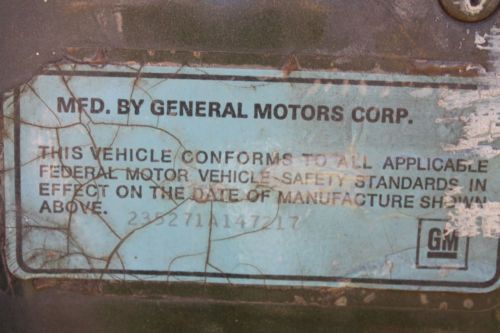 MFD. BY GENERAL MOTORS CORP.
THIS VEHICLE CONFORMS TO ALL APPLICABLE
FEDERAL MOTOR VEHICLE SAFETY STANDARDS IN
EFFECT ON THE DATE OF MANUFACTURE SHOWN
ABOVE.
235271A147217
GM